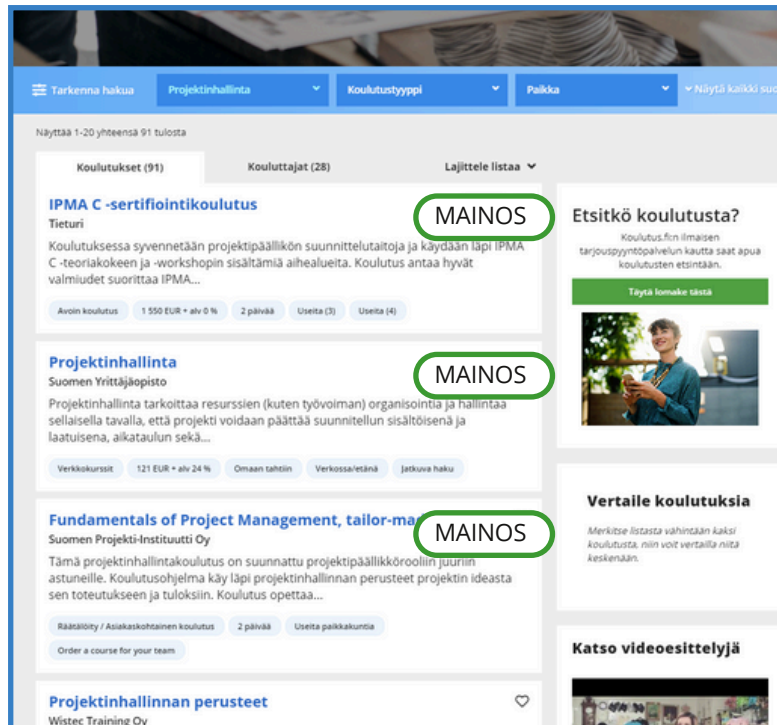 Tarkenna hakua
Projektinhallinta
Koulutustyyppi
Paikka
Näytä kaikki suo
Näyttää 1-20 yhteensä 91 tulosta
Koulutukset (91)
Kouluttajat (28)
Lajittele listaa
IPMA C -sertifiointikoulutus
MAINOS
Tieturi
Koulutuksessa syvennetään projektipäällikön suunnittelutaitoja ja käydään läpi IPMA
C -teoriakokeen ja -workshopin sisältämiä aihealueita. Koulutus antaa hyvät
valmiudet suorittaa IPMA...
Avoin koulutus
1 550 EUR + alv 0 %
2 päivää
Useita (3)
Useita (4)
Projektinhallinta
MAINOS
Suomen Yrittäjäopisto
Projektinhallinta tarkoittaa resurssien (kuten työvoiman) organisointia ja hallintaa
sellaisella tavalla, että projekti voidaan päättää suunnitellun sisältöisenä ja
laatuisena, aikataulun sekä...
Verkkokurssit
121 EUR + alv 24 %
Omaan tahtiin
Verkossa/etänä
Jatkuva haku
Fundamentals of Project Management, tailor-mad
MAINOS
Suomen Projekti-Instituutti Oy
Tämä projektinhallintakoulutus on suunnattu projektipäällikkörooliin juuriin
astuneille. Koulutusohjelma käy läpi projektinhallinnan perusteet projektin ideasta
sen toteutukseen ja tuloksiin. Koulutus opettaa...
Räätälöity / Asiakaskohtainen koulutus
2 päivää
Useita paikkakuntia
Order a course for your team
Projektinhallinnan perusteet
Wistec Training Oy
Etsitkö koulutusta?
Koulutus.fi:n ilmaisen
tarjouspyyntöpalvelun kautta saat apua
koulutusten etsintään.
Täytä lomake tästä
Vertaile koulutuksia
Merkitse listasta vähintään kaksi
koulutusta, niin voit vertailla niitä
keskenään.
Katso videoesittelyjä